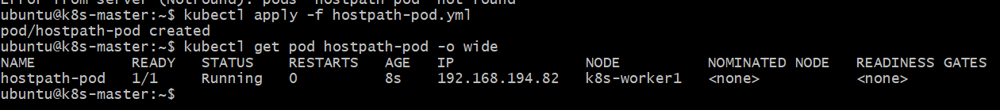 Error from server (NotFound): pods "hostpath-pod" not found
ubuntu@k8s-master:~$ kubectl apply -f hostpath-pod.yml
pod/hostpath-pod created
ubuntu@k8s-master:~$ kubectl get pod hostpath-pod -o wide
NAME READY STATUS RESTARTS AGE IP NODE NOMINATED NODE READINESS GATES
hostpath-pod 1/1 Running 0 8s 192.168.194.82 k8s-worker1 <none> <none>
ubuntu@k8s-master:~$